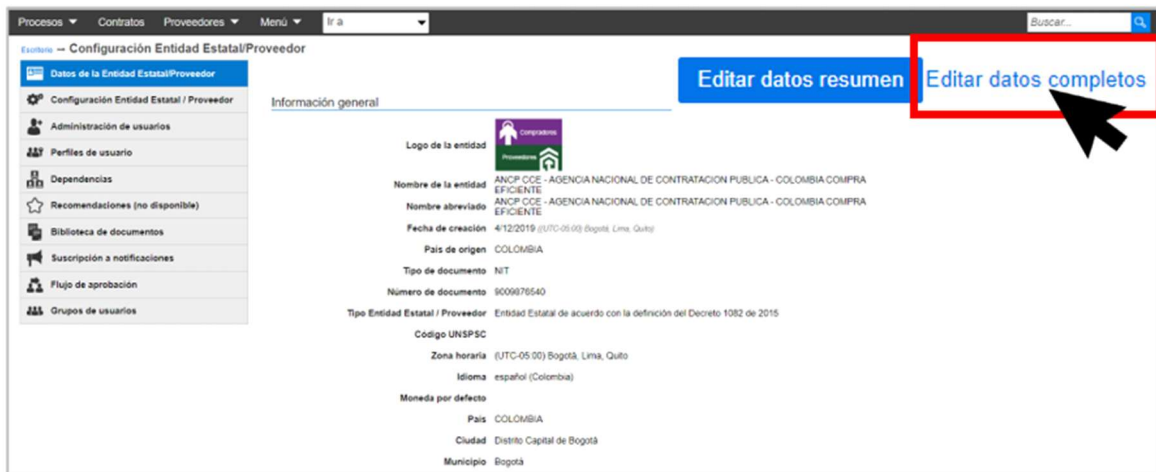 Procesos Contratos Proveedores Menú Ir a Buscar...
Escritorio → Configuración Entidad Estatal/Proveedor
Datos de la Entidad Estatal/Proveedor
Configuración Entidad Estatal / Proveedor
Administración de usuarios
Perfiles de usuario
Dependencias
Recomendaciones (no disponible)
Biblioteca de documentos
Suscripción a notificaciones
Flujo de aprobación
Grupos de usuarios
Editar datos resumen Editar datos completos
Información general
Logo de la entidad
Compradores
Proveedores
Nombre de la entidad ANCP CCE - AGENCIA NACIONAL DE CONTRATACION PUBLICA - COLOMBIA COMPRA
EFICIENTE
Nombre abreviado ANCP CCE - AGENCIA NACIONAL DE CONTRATACION PUBLICA - COLOMBIA COMPRA
EFICIENTE
Fecha de creación 4/12/2019 ((UTC-05:00) Bogotá, Lima, Quito)
País de origen COLOMBIA
Tipo de documento NIT
Número de documento 9009876540
Tipo Entidad Estatal / Proveedor Entidad Estatal de acuerdo con la definición del Decreto 1082 de 2015
Código UNSPSC
Zona horaria (UTC-05:00) Bogotá, Lima, Quito
Idioma español (Colombia)
Moneda por defecto
País COLOMBIA
Ciudad Distrito Capital de Bogotá
Municipio Bogotá